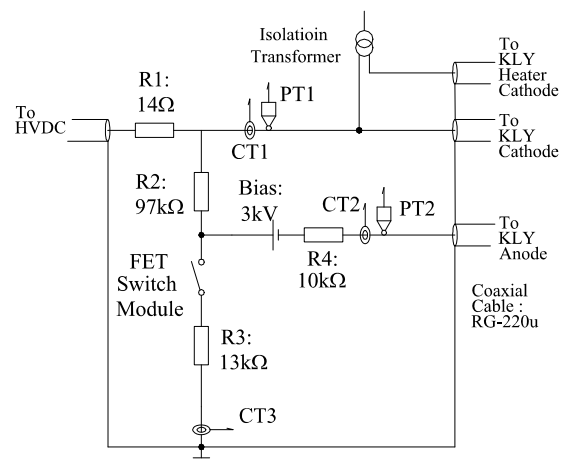 Isolatioin
Transformer
To
KLY
Heater
Cathode
R1:
14Ω
PT1
To
HVDC
CT1
To
KLY
Cathode
R2:
97kΩ
Bias:
3kV
CT2
PT2
To
KLY
Anode
FET
Switch
Module
R4:
10kΩ
Coaxial
Cable :
RG-220u
R3:
13kΩ
CT3